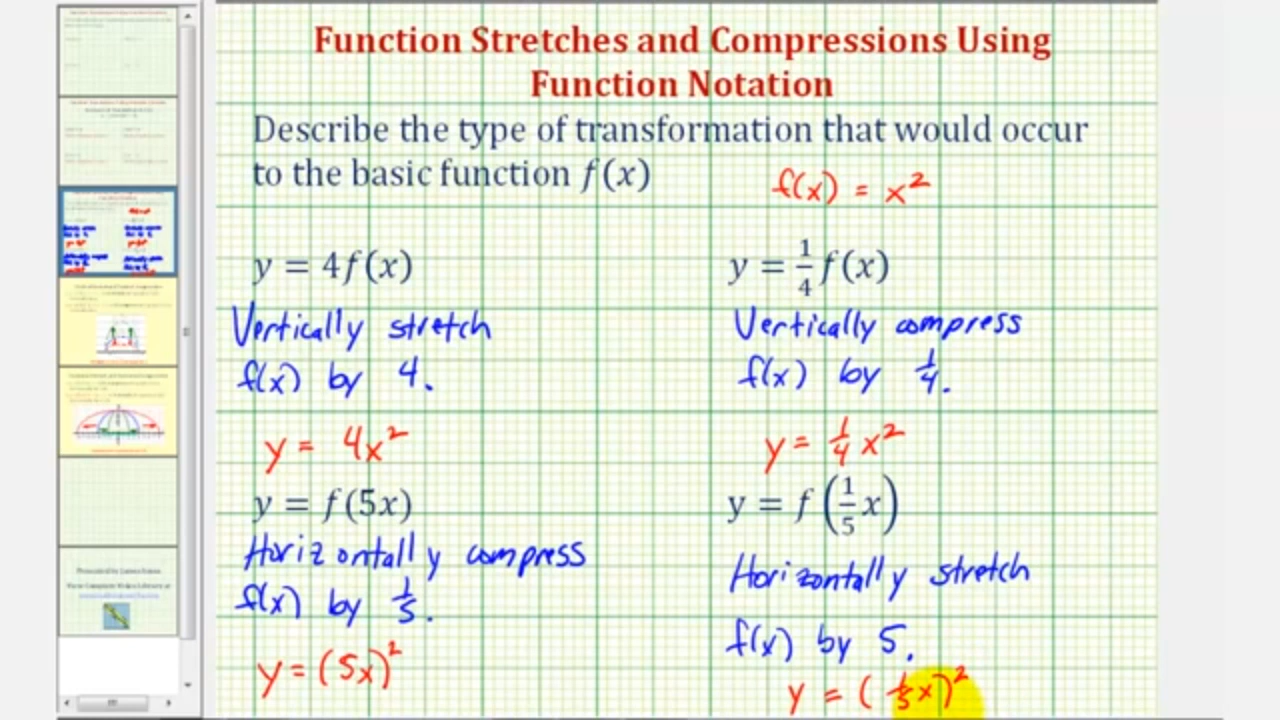 Function Stretches and Compressions Using
Function Notation
Describe the type of transformation that would occur
to the basic function f(x)
f(x) = x²
y = 4f(x)
Vertically stretch
f(x) by 4.
y = 4x²
y = 1/4 f(x)
Vertically compress
f(x) by 1/4.
y = 1/4 x²
y = f(5x)
Horizontally compress
f(x) by 1/5.
y = (5x)²
y = f(1/5 x)
Horizontally stretch
f(x) by 5.
y = (1/5 x)²